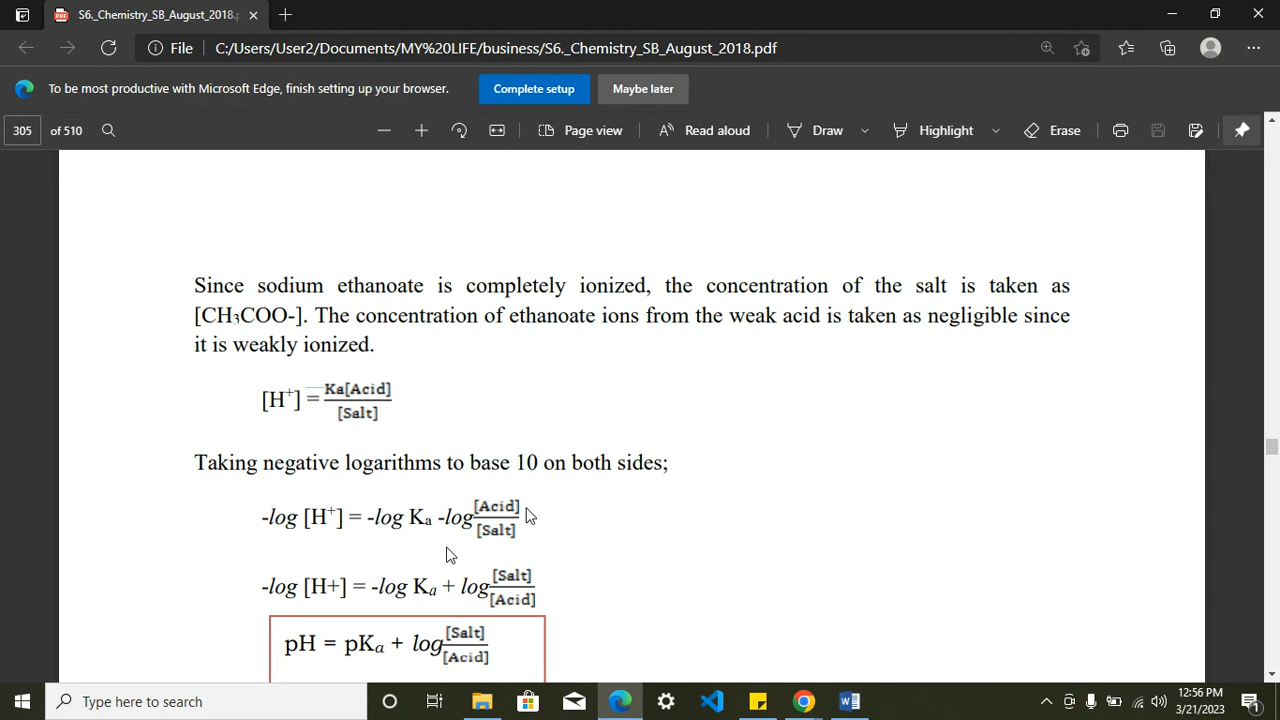 S6._Chemistry_SB_August_2018.p
File C:/Users/User2/Documents/MY%20LIFE/business/S6._Chemistry_SB_August_2018.pdf
To be most productive with Microsoft Edge, finish setting up your browser. Complete setup Maybe later
305 of 510 Page view Read aloud Draw Highlight Erase
Since sodium ethanoate is completely ionized, the concentration of the salt is taken as
[CH₃COO-]. The concentration of ethanoate ions from the weak acid is taken as negligible since
it is weakly ionized.
[H⁺] = Ka[Acid]/[Salt]
Taking negative logarithms to base 10 on both sides;
-log [H⁺] = -log Kₐ -log [Acid]/[Salt]
-log [H+] = -log Kₐ + log [Salt]/[Acid]
pH = pKₐ + log [Salt]/[Acid]
Type here to search
12:56 PM
3/21/2023
1